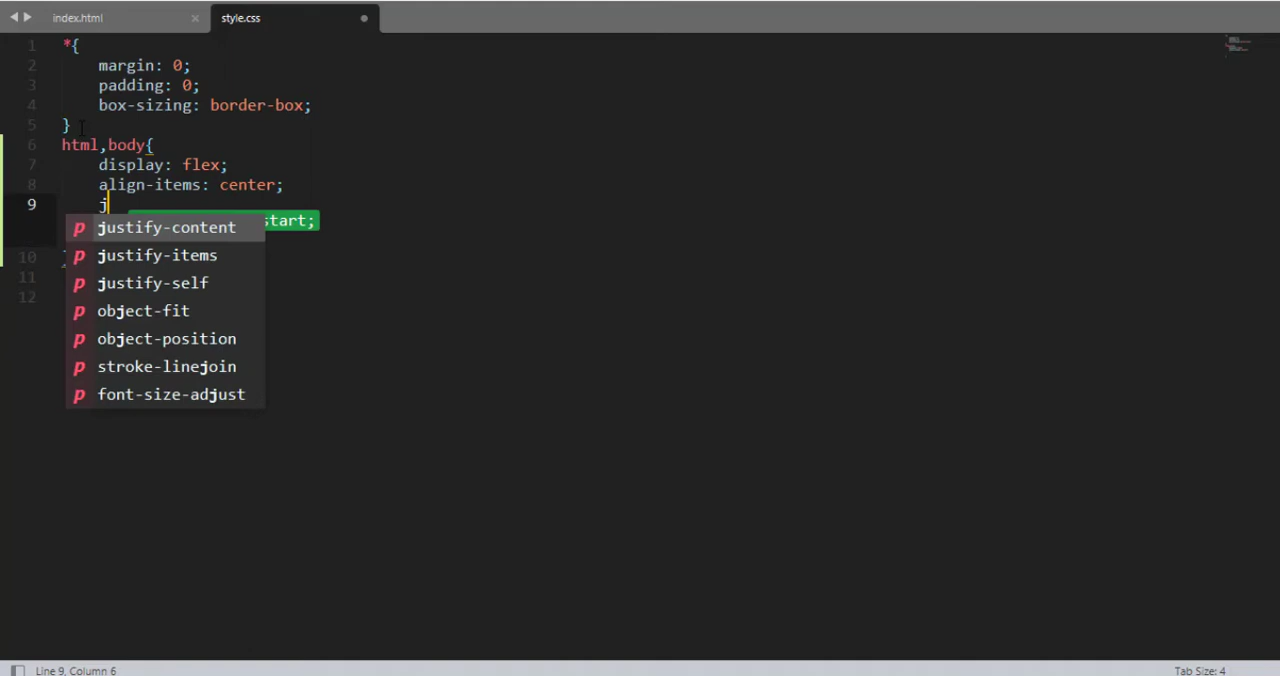 index.html × style.css
1 *{
2 margin: 0;
3 padding: 0;
4 box-sizing: border-box;
5 }
6 html,body{
7 display: flex;
8 align-items: center;
9 j
start;
p justify-content
p justify-items
10 p justify-self
11 p object-fit
12 p object-position
p stroke-linejoin
p font-size-adjust
Line 9, Column 6 Tab Size: 4